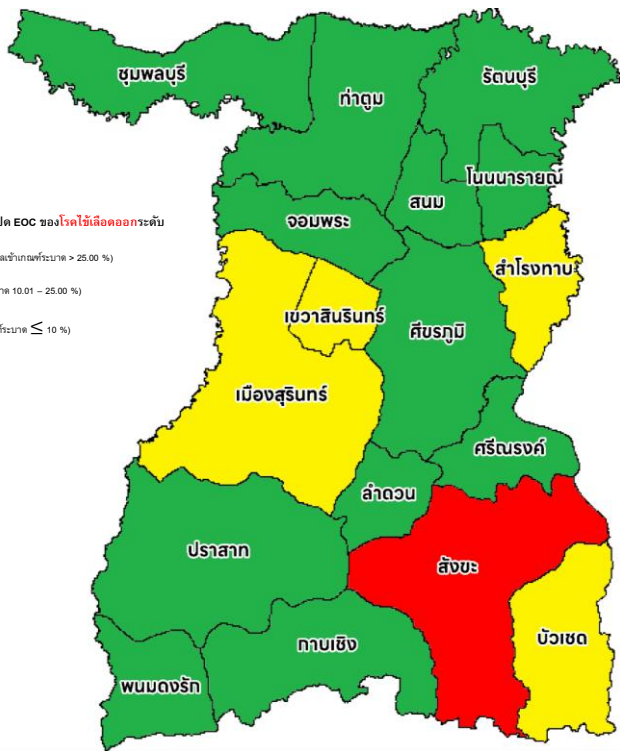 ชุมพลบุรี
ท่าตูม
รัตนบุรี
สนม
โนนนารายณ์
จอมพระ
EOC ของโรคไข้เลือดออกระดับ
สำโรงทาบ
ระบาด > 25.00 %)
10.01 – 25.00 %)
เขวาสินรินทร์
ศีขรภูมิ
ระบาด ≤ 10 %)
เมืองสุรินทร์
ศรีณรงค์
ลำดวน
ปราสาท
สังขะ
กาบเชิง
บัวเชด
พนมดงรัก